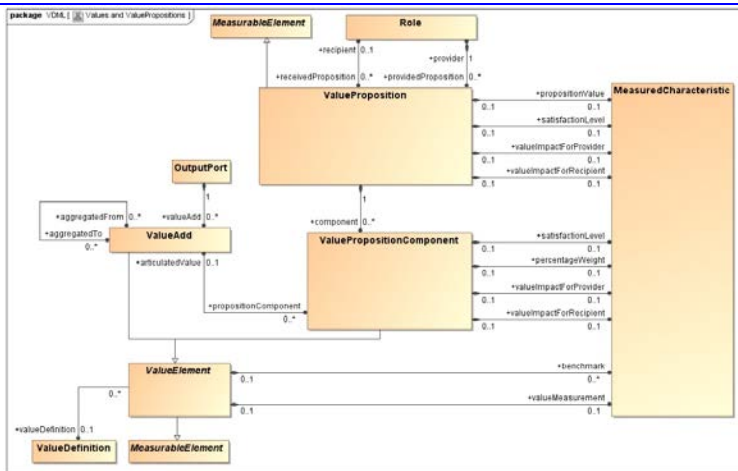 package VDML [ Values and ValuePropositions ]
MeasurableElement
Role
+recipient 0..1
+provider 1
+receivedProposition 0..*
+providedProposition 0..*
ValueProposition
MeasuredCharacteristic
+propositionValue
0..1 0..1
+satisfactionLevel
0..1 0..1
+valueImpactForProvider
0..1 0..1
+valueImpactForRecipient
0..1 0..1
OutputPort
1
1
+aggregatedFrom 0..*
+valueAdd 0..*
+component 0..*
+aggregatedTo
0..*
ValueAdd
ValuePropositionComponent
+articulatedValue 0..1
+satisfactionLevel
0..1 0..1
+percentageWeight
0..1 0..1
+valueImpactForProvider
0..1 0..1
+propositionComponent
0..*
+valueImpactForRecipient
0..1 0..1
ValueElement
+benchmark
0..1 0..*
0..*
+valueMeasurement
0..1 0..1
+valueDefinition 0..1
ValueDefinition
MeasurableElement